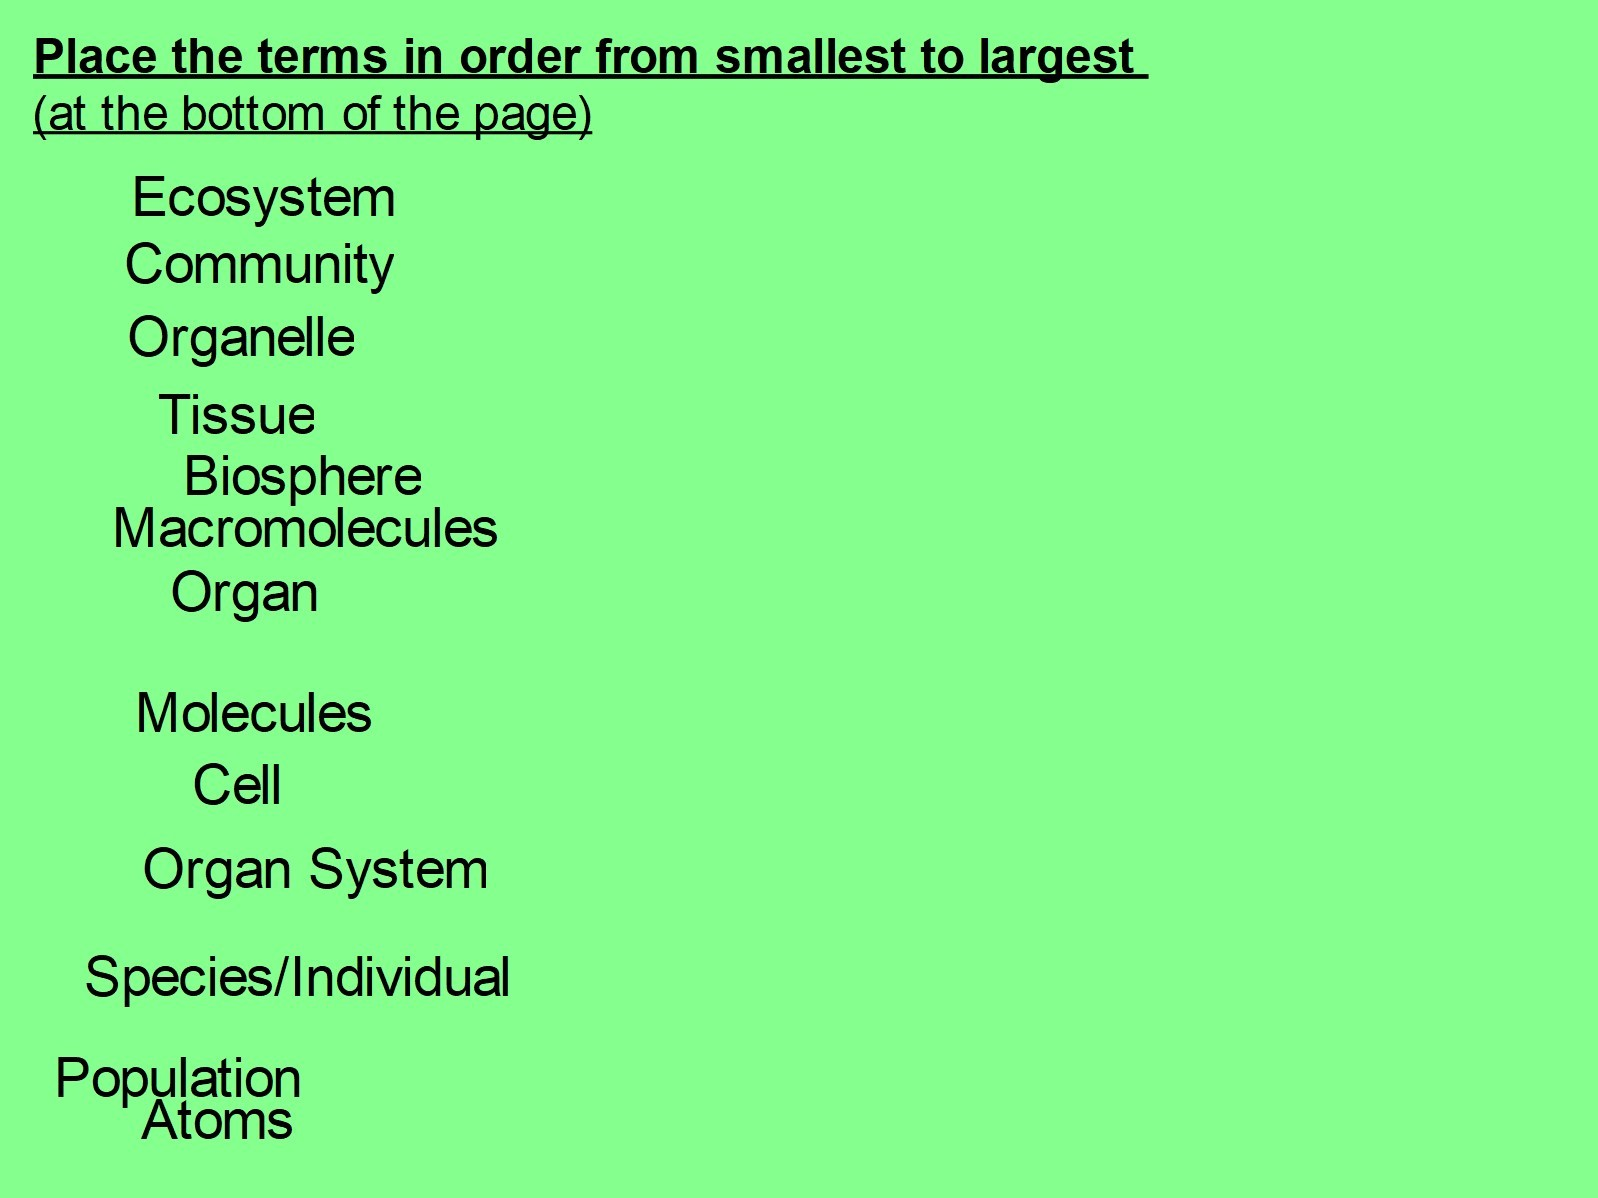 Place the terms in order from smallest to largest
(at the bottom of the page)
Ecosystem
Community
Organelle
Tissue
Biosphere
Macromolecules
Organ
Molecules
Cell
Organ System
Species/Individual
Population
Atoms